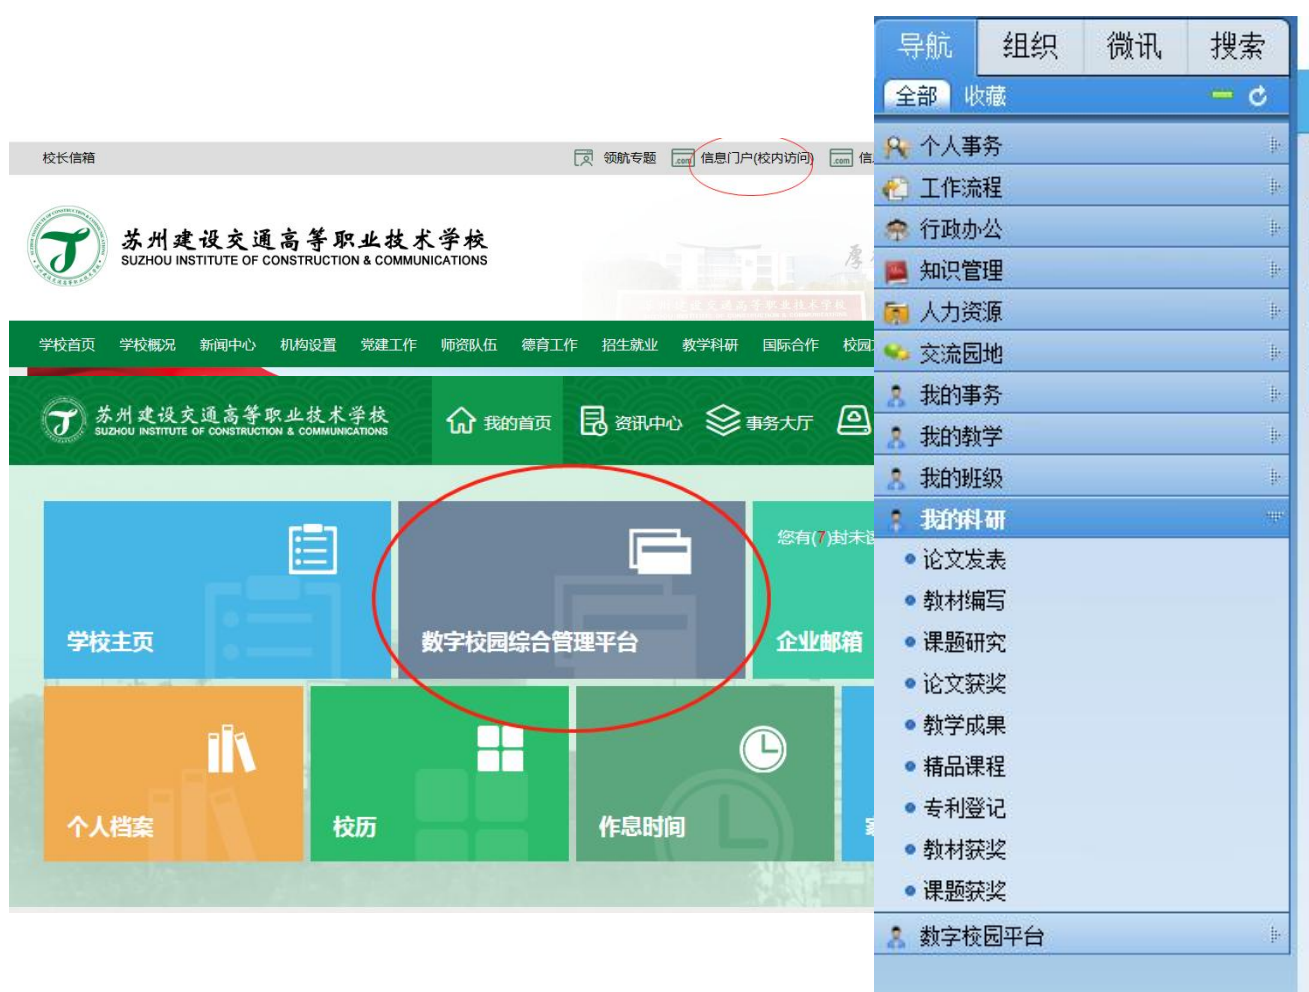 校长信箱
领航专题
.com
信息门户(校内访问)
.com
信
苏州建设交通高等职业技术学校
SUZHOU INSTITUTE OF CONSTRUCTION & COMMUNICATIONS
厚
学校首页 学校概况 新闻中心 机构设置 党建工作 师资队伍 德育工作 招生就业 教学科研 国际合作 校园
苏州建设交通高等职业技术学校
SUZHOU INSTITUTE OF CONSTRUCTION & COMMUNICATIONS
我的首页 资讯中心 事务大厅
您有(7)封未读
学校主页
数字校园综合管理平台
企业邮箱
个人档案
校历
作息时间
导航 组织 微讯 搜索
全部 收藏
个人事务
工作流程
行政办公
知识管理
人力资源
交流园地
我的事务
我的教学
我的班级
我的科研
论文发表
教材编写
课题研究
论文获奖
教学成果
精品课程
专利登记
教材获奖
课题获奖
数字校园平台